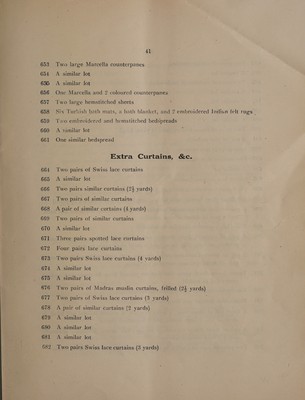 41
653 Two large Marcella counterpanes
654 A similar lot
655 A similar lot
656 One Marcella and 2 coloured counterpanes
657 Two large hemstitched sheets
658 Six Turkish bath mats, a bath blanket, and 2 embroidered Indian felt rugs
659 Two embroidered and hemstitched bedspreads
660 A similar lot
661 One similar bedspread
Extra Curtains, &c.
664 Two pairs of Swiss lace curtains
665 A similar lot
666 Two pairs similar curtains (2½ yards)
667 Two pairs of similar curtains
668 A pair of similar curtains (4 yards)
669 Two pairs of similar curtains
670 A similar lot
671 Three pairs spotted lace curtains
672 Four pairs lace curtains
673 Two pairs Swiss lace curtains (4 yards)
674 A similar lot
675 A similar lot
676 Two pairs of Madras muslin curtains, frilled (2½ yards)
677 Two pairs of Swiss lace curtains (3 yards)
678 A pair of similar curtains (3 yards)
679 A similar lot
680 A similar lot
681 A similar lot
682 Two pairs Swiss lace curtains (3 yards)